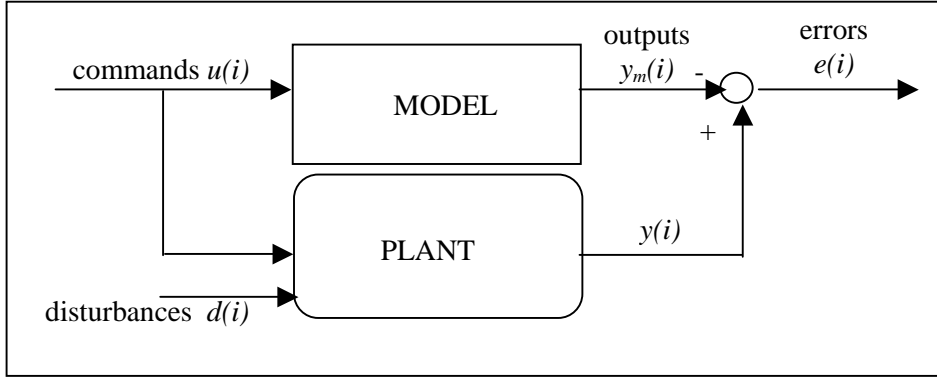 outputs
errors
commands u(i)
y_m(i)
-
e(i)
MODEL
+
PLANT
y(i)
disturbances d(i)